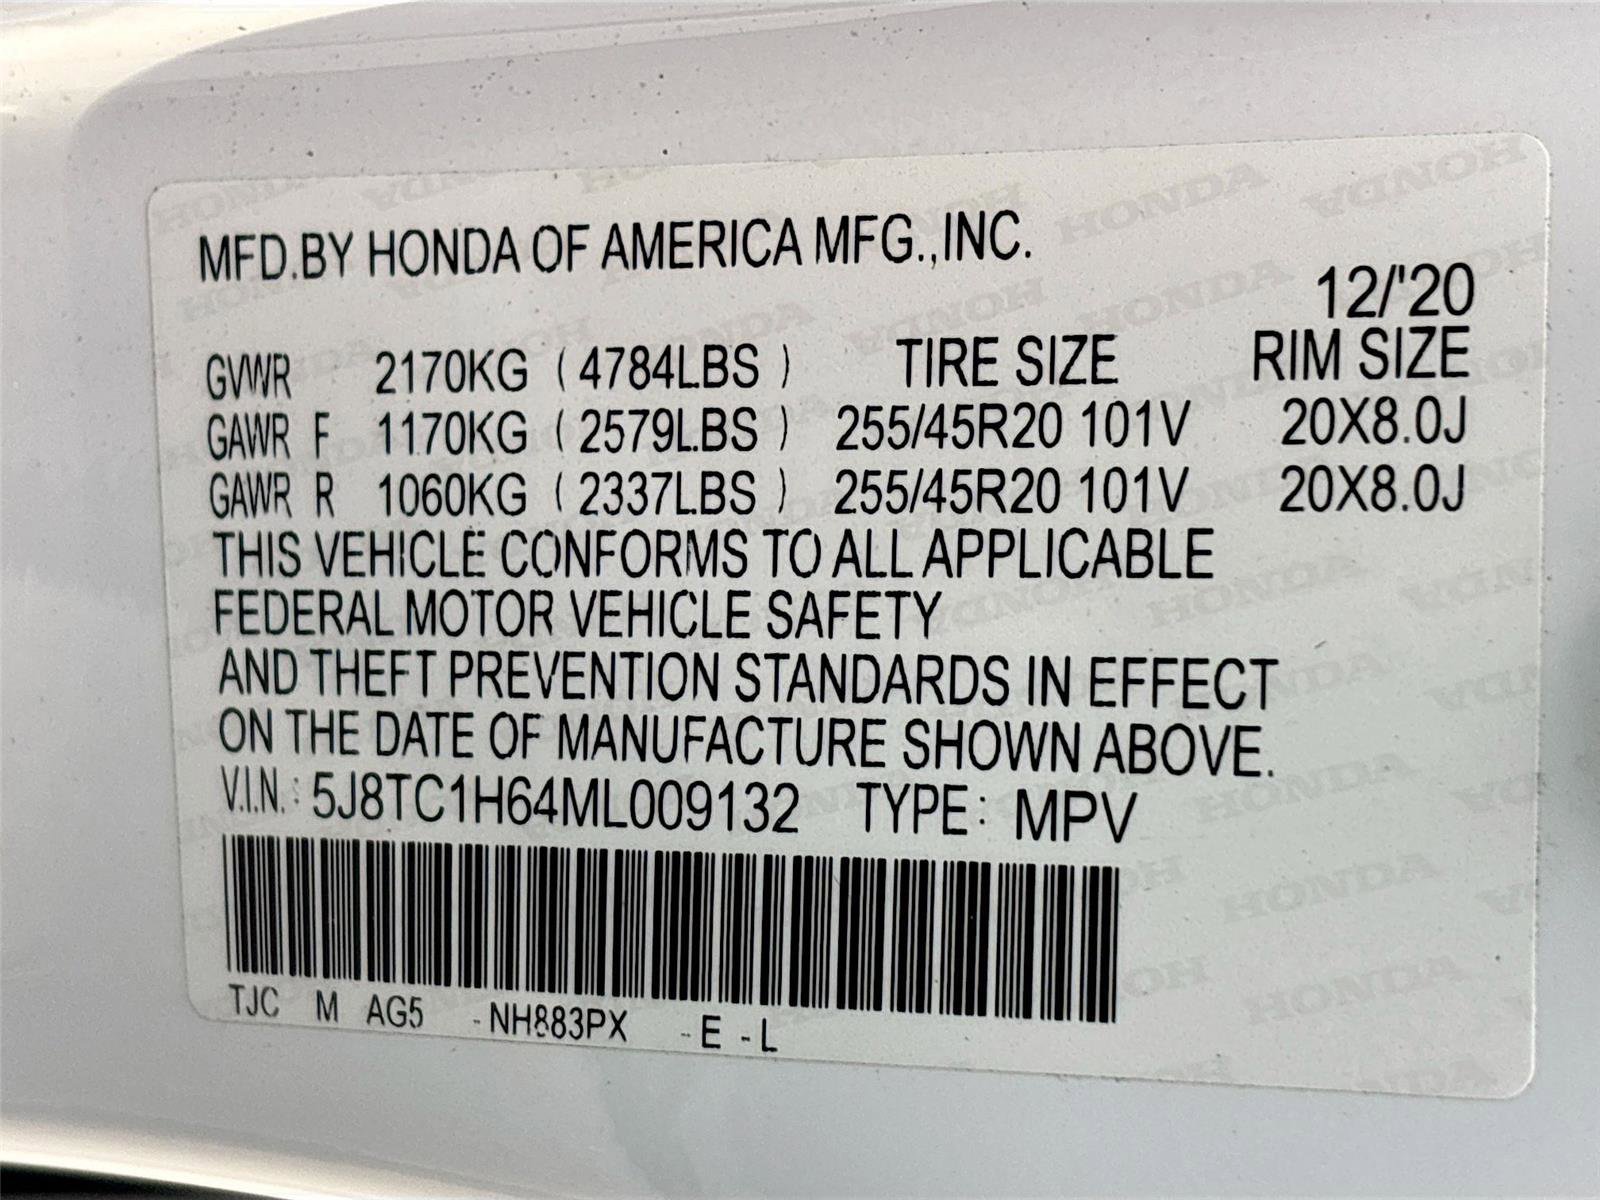 MFD.BY HONDA OF AMERICA MFG.,INC.
12/'20
GVWR 2170KG ( 4784LBS ) TIRE SIZE RIM SIZE
GAWR F 1170KG ( 2579LBS ) 255/45R20 101V 20X8.0J
GAWR R 1060KG ( 2337LBS ) 255/45R20 101V 20X8.0J
THIS VEHICLE CONFORMS TO ALL APPLICABLE
FEDERAL MOTOR VEHICLE SAFETY
AND THEFT PREVENTION STANDARDS IN EFFECT
ON THE DATE OF MANUFACTURE SHOWN ABOVE.
V.I.N.: 5J8TC1H64ML009132 TYPE: MPV
TJC M AG5 -NH883PX -E -L